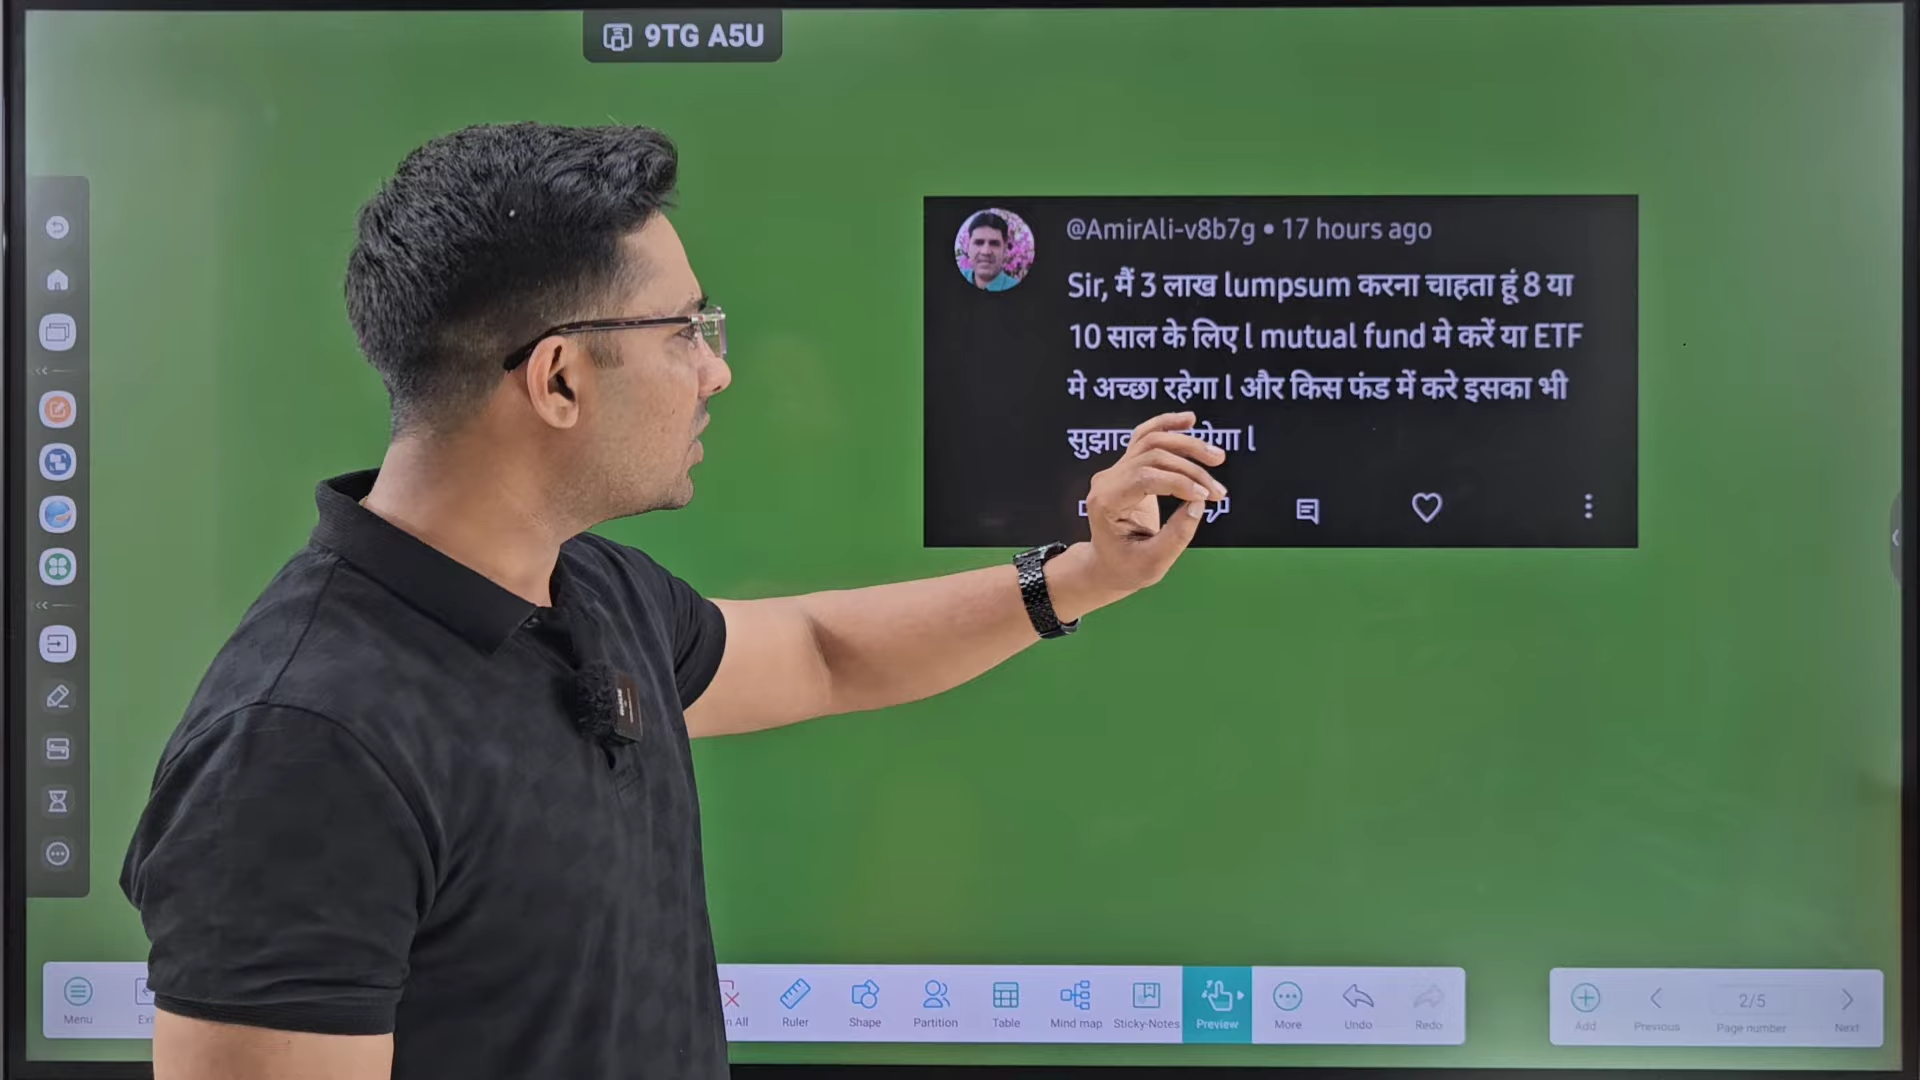 9TG A5U
@AmirAli-v8b7g • 17 hours ago
Sir, मैं 3 लाख lumpsum करना चाहता हूं 8 या
10 साल के लिए l mutual fund मे करें या ETF
मे अच्छा रहेगा l और किस फंड में करे इसका भी
l
Menu
All
Ruler
Shape
Partition
Table
Mind map
Sticky-Notes
Preview
More
Undo
Redo
Add
Previous
2/5
Page number
Next